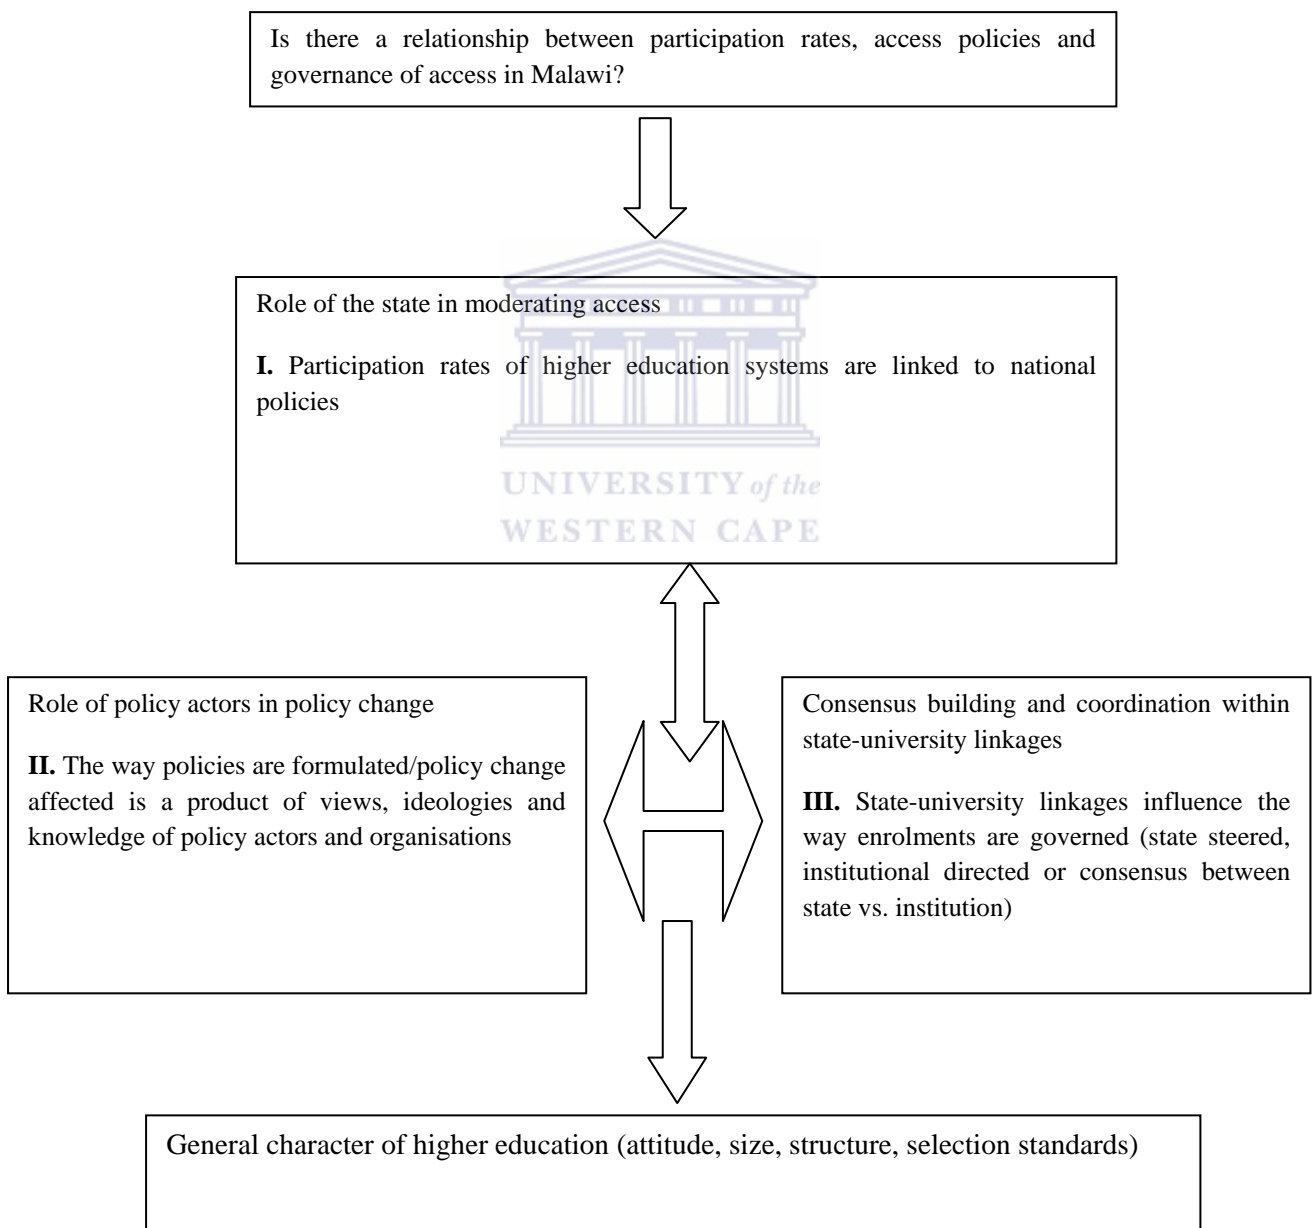 Is there a relationship between participation rates, access policies and
governance of access in Malawi?
Role of the state in moderating access
I. Participation rates of higher education systems are linked to national
policies
UNIVERSITY of the
WESTERN CAPE
Role of policy actors in policy change
II. The way policies are formulated/policy change
affected is a product of views, ideologies and
knowledge of policy actors and organisations
Consensus building and coordination within
state-university linkages
III. State-university linkages influence the
way enrolments are governed (state steered,
institutional directed or consensus between
state vs. institution)
General character of higher education (attitude, size, structure, selection standards)